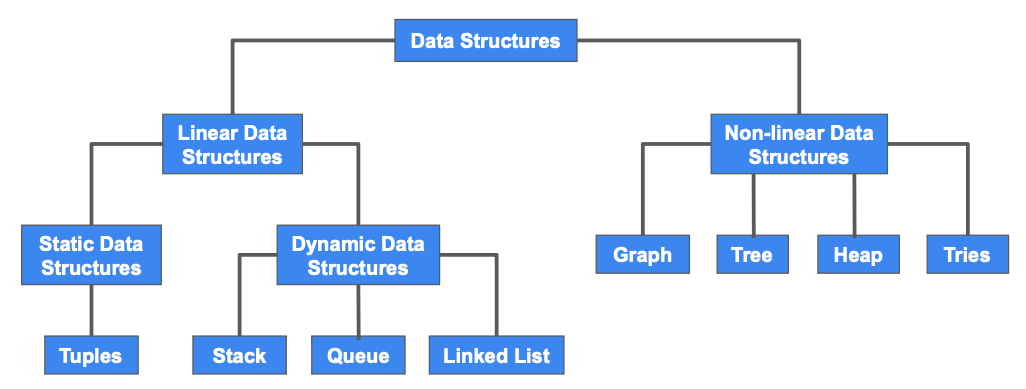 Data Structures
Linear Data
Structures
Non-linear Data
Structures
Static Data
Structures
Dynamic Data
Structures
Graph
Tree
Heap
Tries
Tuples
Stack
Queue
Linked List